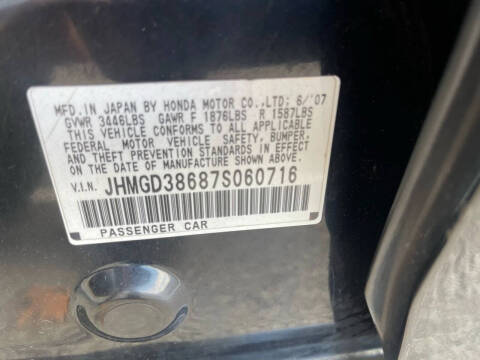 MFD.IN JAPAN BY HONDA MOTOR CO.,LTD; 6/'07
GVWR 3446LBS GAWR F 1876LBS R 1587LBS
THIS VEHICLE CONFORMS TO ALL APPLICABLE
FEDERAL MOTOR VEHICLE SAFETY, BUMPER,
AND THEFT PREVENTION STANDARDS IN EFFECT
ON THE DATE OF MANUFACTURE SHOWN ABOVE.
V.I.N. JHMGD38687S060716
PASSENGER CAR